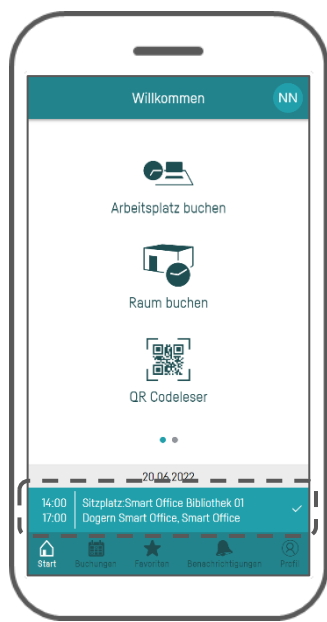 Willkommen
NN
Arbeitsplatz buchen
Raum buchen
QR Codeleser
20.06.2022
14:00 Sitzplatz:Smart Office Bibliothek 01
17:00 Dogern Smart Office, Smart Office
Start Buchungen Favoriten Benachrichtigungen Profil